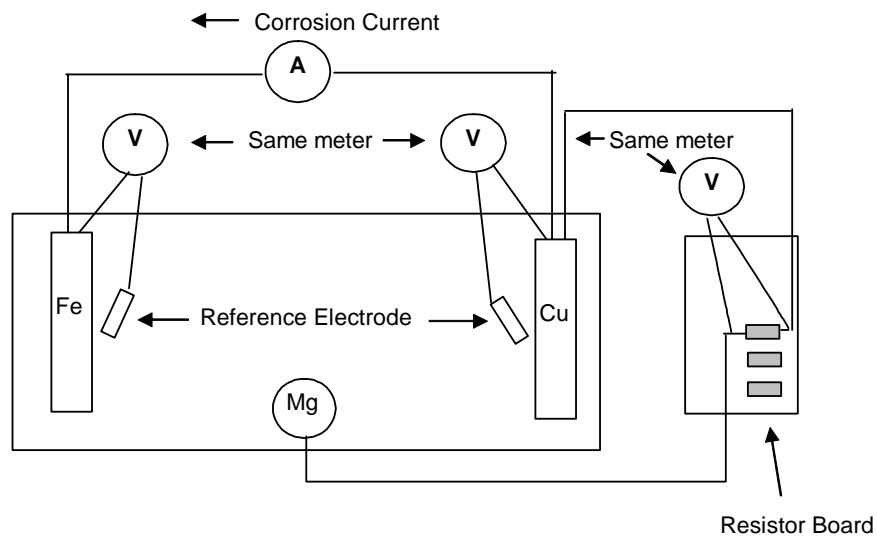 Corrosion Current
A
V
Same meter
V
Same meter
V
Fe
Reference Electrode
Cu
Mg
Resistor Board